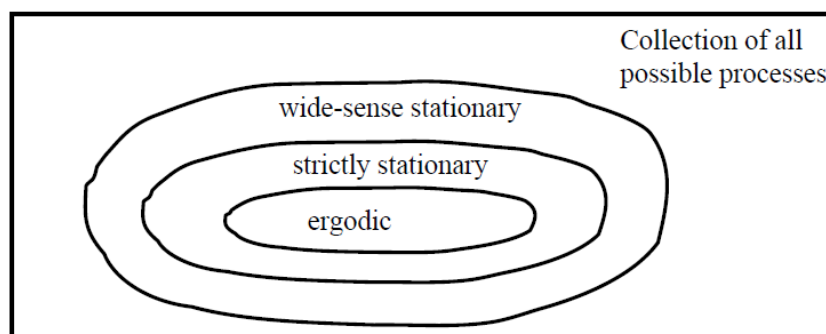 Collection of all
possible processes
wide-sense stationary
strictly stationary
ergodic